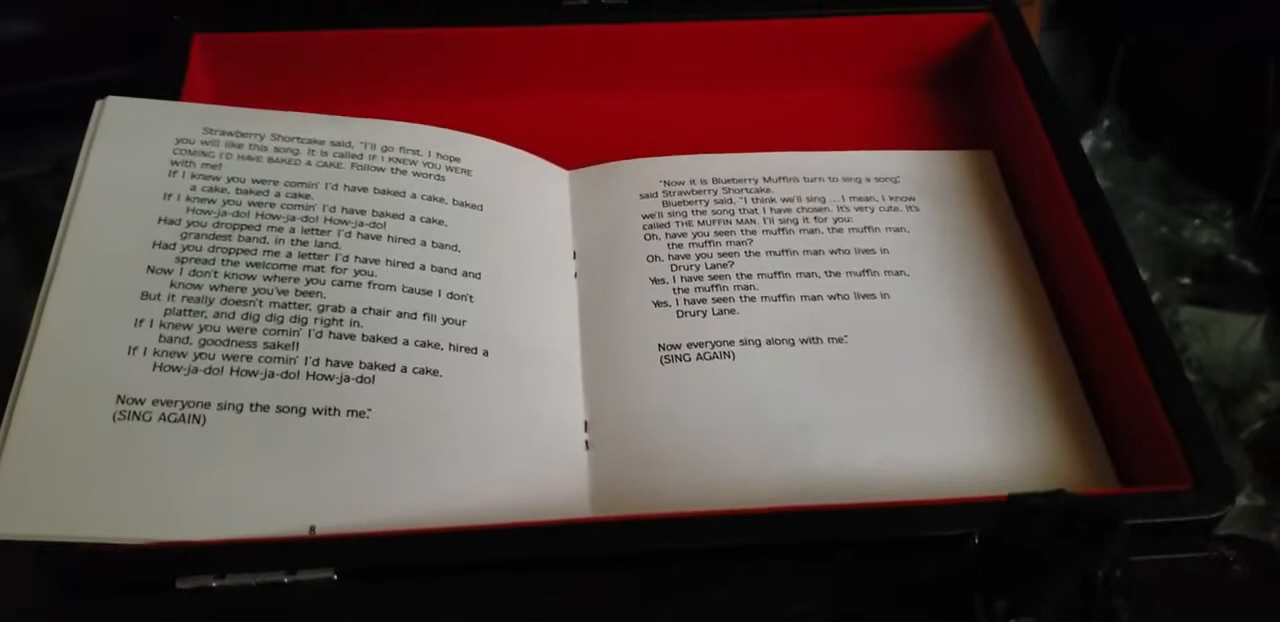 Strawberry Shortcake said, "I'll go first. I hope
you will like this song. It is called IF I KNEW YOU WERE
COMING I'D HAVE BAKED A CAKE. Follow the words
with me!
If I knew you were comin' I'd have baked a cake, baked
a cake, baked a cake.
If I knew you were comin' I'd have baked a cake,
How-ja-do! How-ja-do! How-ja-do!
Had you dropped me a letter I'd have hired a band,
grandest band, in the land.
Had you dropped me a letter I'd have hired a band and
spread the welcome mat for you.
Now I don't know where you came from 'cause I don't
know where you've been,
But it really doesn't matter, grab a chair and fill your
platter, and dig dig dig right in.
If I knew you were comin' I'd have baked a cake, hired a
band, goodness sake!!
If I knew you were comin' I'd have baked a cake.
How-ja-do! How-ja-do! How-ja-do!
Now everyone sing the song with me."
(SING AGAIN)
8
"Now it is Blueberry Muffin's turn to sing a song,"
said Strawberry Shortcake.
Blueberry said, "I think we'll sing ... I mean, I know
we'll sing the song that I have chosen. It's very cute. It's
called THE MUFFIN MAN. I'll sing it for you:
Oh, have you seen the muffin man, the muffin man,
the muffin man?
Oh, have you seen the muffin man who lives in
Drury Lane?
Yes, I have seen the muffin man, the muffin man,
the muffin man.
Yes, I have seen the muffin man who lives in
Drury Lane.
Now everyone sing along with me."
(SING AGAIN)